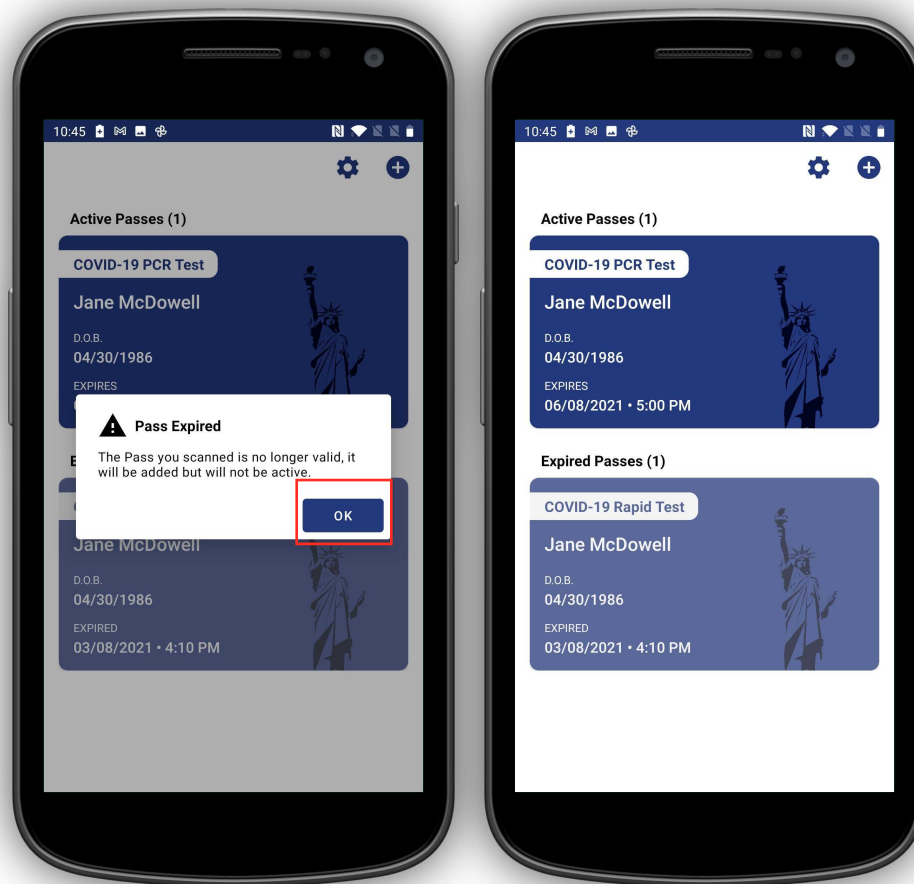 10:45
Active Passes (1)
COVID-19 PCR Test
Jane McDowell
D.O.B.
04/30/1986
EXPIRES
Pass Expired
The Pass you scanned is no longer valid, it
will be added but will not be active.
OK
Jane McDowell
D.O.B.
04/30/1986
EXPIRED
03/08/2021 • 4:10 PM
10:45
Active Passes (1)
COVID-19 PCR Test
Jane McDowell
D.O.B.
04/30/1986
EXPIRES
06/08/2021 • 5:00 PM
Expired Passes (1)
COVID-19 Rapid Test
Jane McDowell
D.O.B.
04/30/1986
EXPIRED
03/08/2021 • 4:10 PM